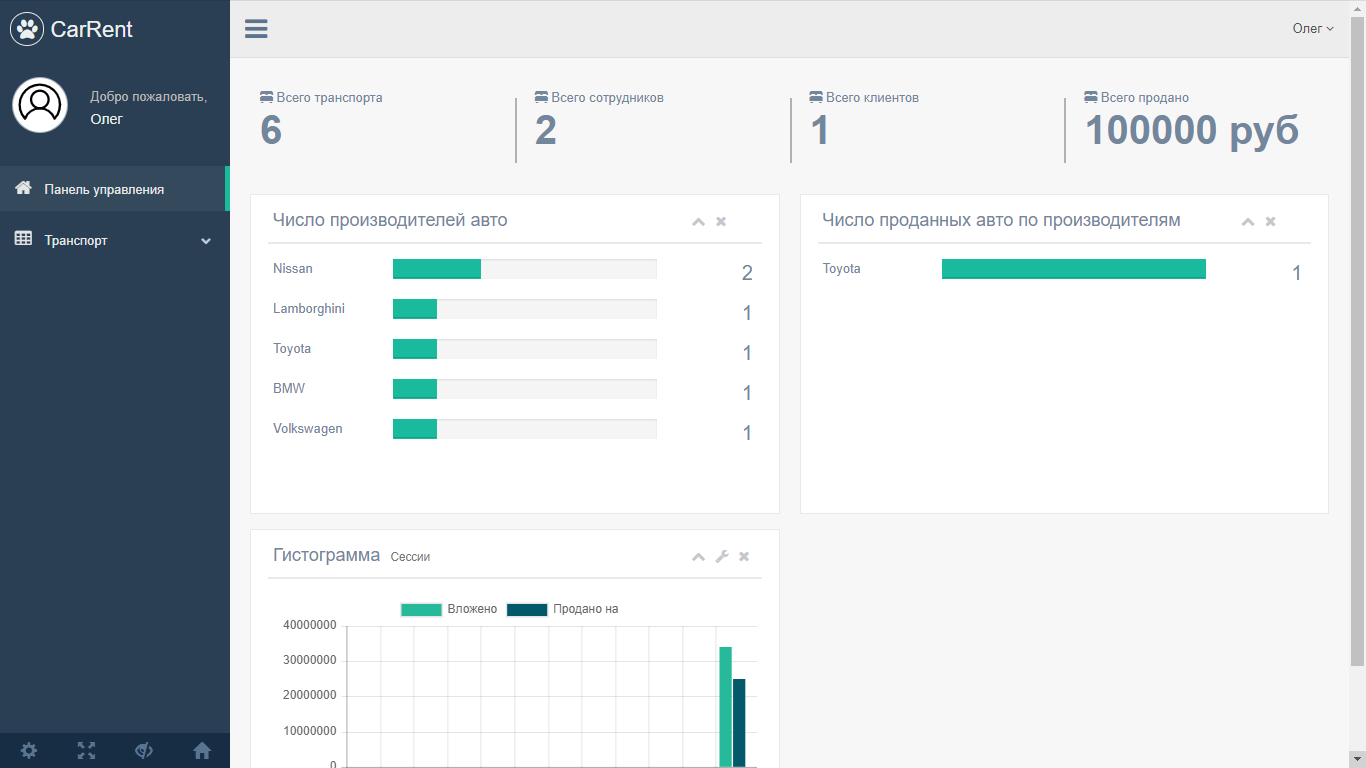 CarRent
Олег
Добро пожаловать,
Олег
Панель управления
Транспорт
Всего транспорта
6
Всего сотрудников
2
Всего клиентов
1
Всего продано
100000 руб
Число производителей авто
Nissan 2
Lamborghini 1
Toyota 1
BMW 1
Volkswagen 1
Число проданных авто по производителям
Toyota 1
Гистограмма Сессии
Вложено Продано на
40000000
30000000
20000000
10000000
0